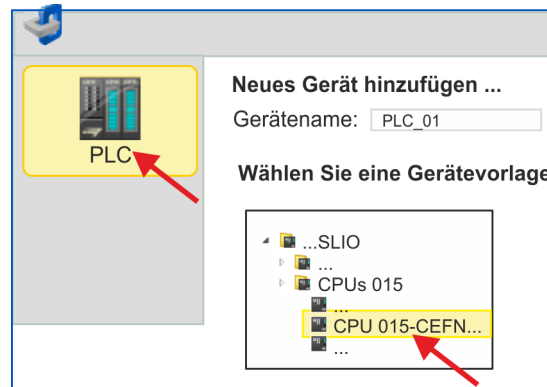 Neues Gerät hinzufügen ...
Gerätename: PLC_01
PLC
Wählen Sie eine Gerätevorlage
...SLIO
...
CPUs 015
...
CPU 015-CEFN...
...